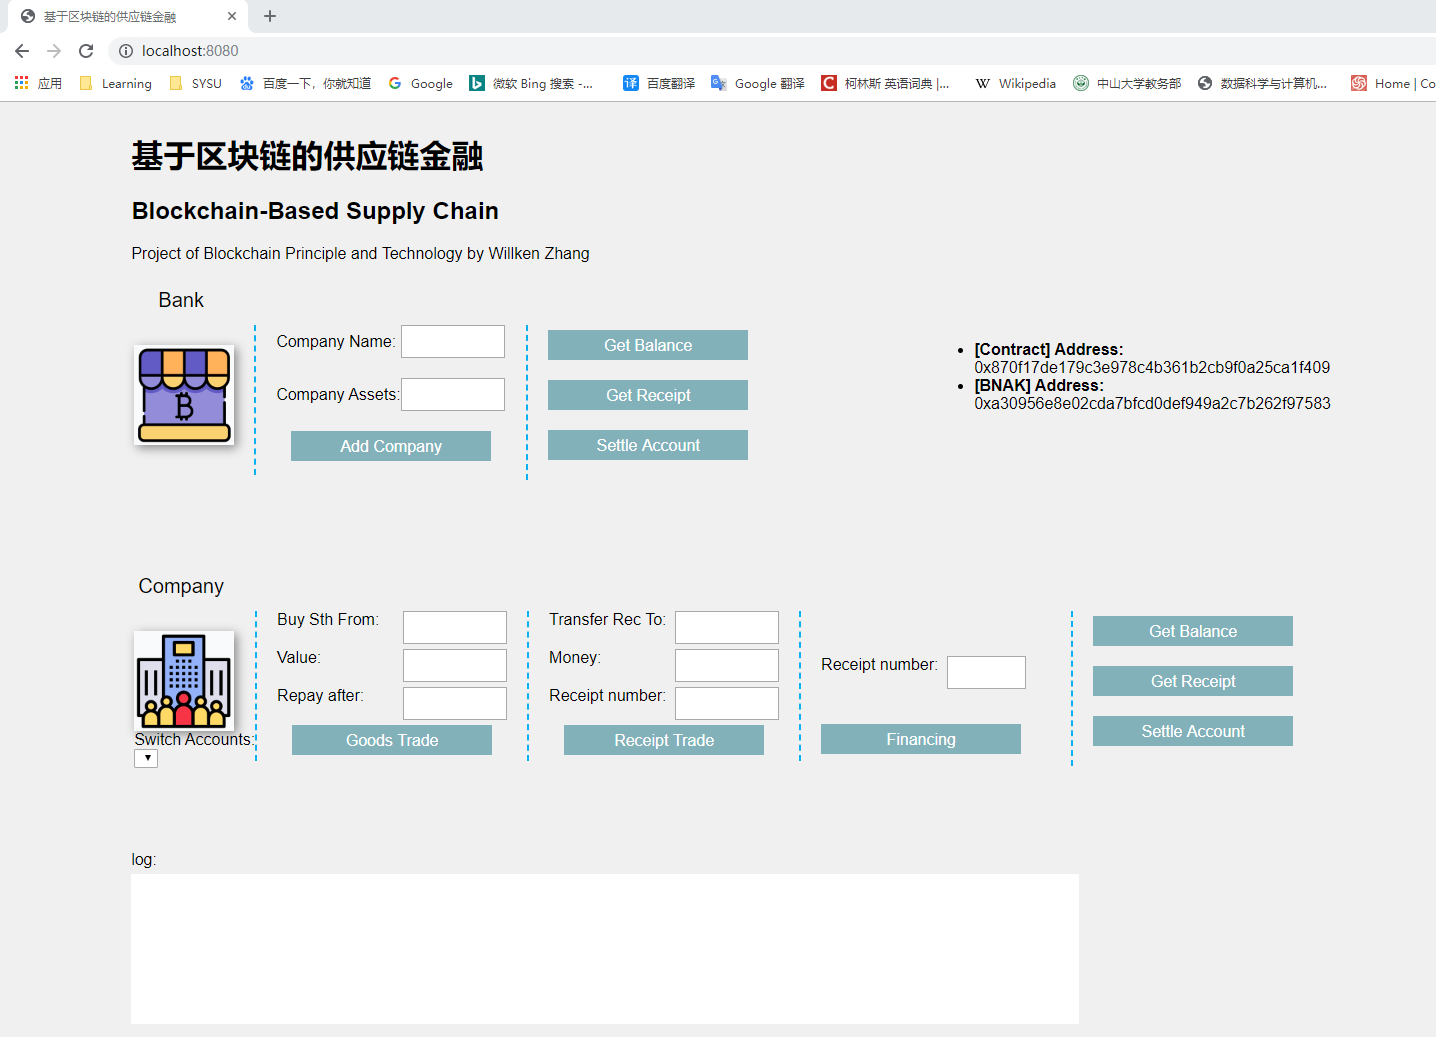 基于区块链的供应链金融
localhost:8080
应用 Learning SYSU 百度一下，你就知道 Google 微软 Bing 搜索 -... 百度翻译 Google 翻译 柯林斯 英语词典 |... Wikipedia 中山大学教务部 数据科学与计算机... Home | Co
基于区块链的供应链金融
Blockchain-Based Supply Chain
Project of Blockchain Principle and Technology by Willken Zhang
Bank
Company Name:
Company Assets:
Add Company
Get Balance
Get Receipt
Settle Account
[Contract] Address:
0x870f17de179c3e978c4b361b2cb9f0a25ca1f409
[BNAK] Address:
0xa30956e8e02cda7bfcd0def949a2c7b262f97583
Company
Switch Accounts:
Buy Sth From:
Value:
Repay after:
Goods Trade
Transfer Rec To:
Money:
Receipt number:
Receipt Trade
Receipt number:
Financing
Get Balance
Get Receipt
Settle Account
log: